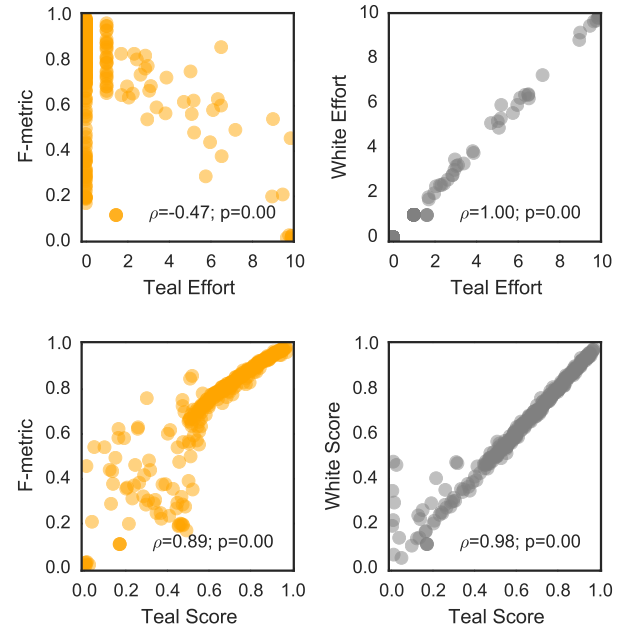 1.0
0.8
0.6
0.4
0.2
0.0
F-metric
ρ=-0.47; p=0.00
0 2 4 6 8 10
Teal Effort
10
8
6
4
2
0
White Effort
ρ=1.00; p=0.00
0 2 4 6 8 10
Teal Effort
1.0
0.8
0.6
0.4
0.2
0.0
F-metric
ρ=0.89; p=0.00
0.0 0.2 0.4 0.6 0.8 1.0
Teal Score
1.0
0.8
0.6
0.4
0.2
0.0
White Score
ρ=0.98; p=0.00
0.0 0.2 0.4 0.6 0.8 1.0
Teal Score